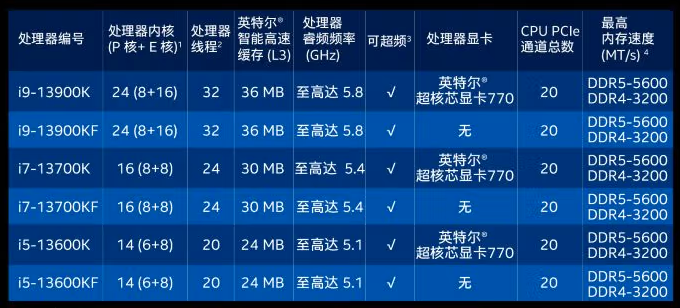 处理器编号 处理器内核 (P 核+ E 核)¹ 处理器线程² 英特尔® 智能高速缓存 (L3) 处理器睿频频率 (GHz) 可超频³ 处理器显卡 CPU PCIe 通道总数 最高内存速度 (MT/s) ⁴
i9-13900K 24 (8+16) 32 36 MB 至高达 5.8 √ 英特尔® 超核芯显卡770 20 DDR5-5600 DDR4-3200
i9-13900KF 24 (8+16) 32 36 MB 至高达 5.8 √ 无 20 DDR5-5600 DDR4-3200
i7-13700K 16 (8+8) 24 30 MB 至高达 5.4 √ 英特尔® 超核芯显卡770 20 DDR5-5600 DDR4-3200
i7-13700KF 16 (8+8) 24 30 MB 至高达 5.4 √ 无 20 DDR5-5600 DDR4-3200
i5-13600K 14 (6+8) 20 24 MB 至高达 5.1 √ 英特尔® 超核芯显卡770 20 DDR5-5600 DDR4-3200
i5-13600KF 14 (6+8) 20 24 MB 至高达 5.1 √ 无 20 DDR5-5600 DDR4-3200